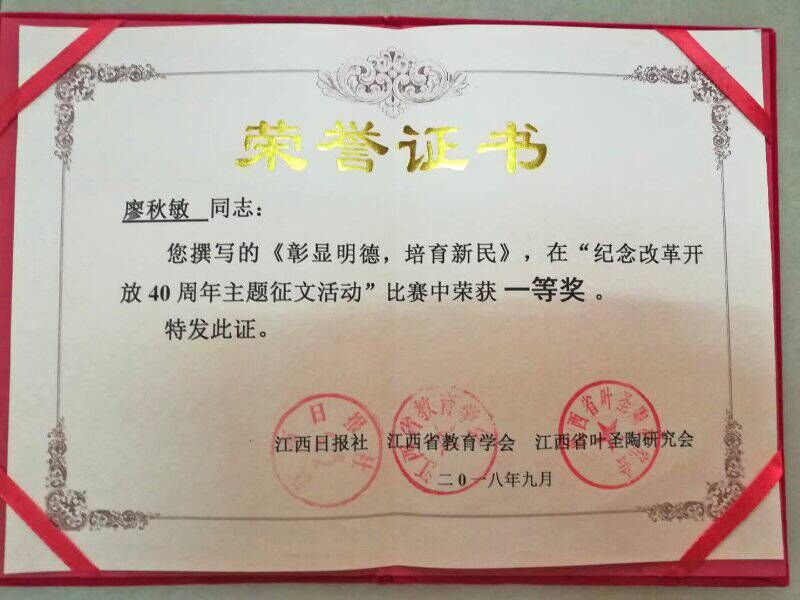 荣誉证书
廖秋敏 同志：
您撰写的《彰显明德，培育新民》，在“纪念改革开
放 40 周年主题征文活动”比赛中荣获 一等奖 。
特发此证。
江西日报社 江西省教育学会 江西省叶圣陶研究会
二0一八年九月